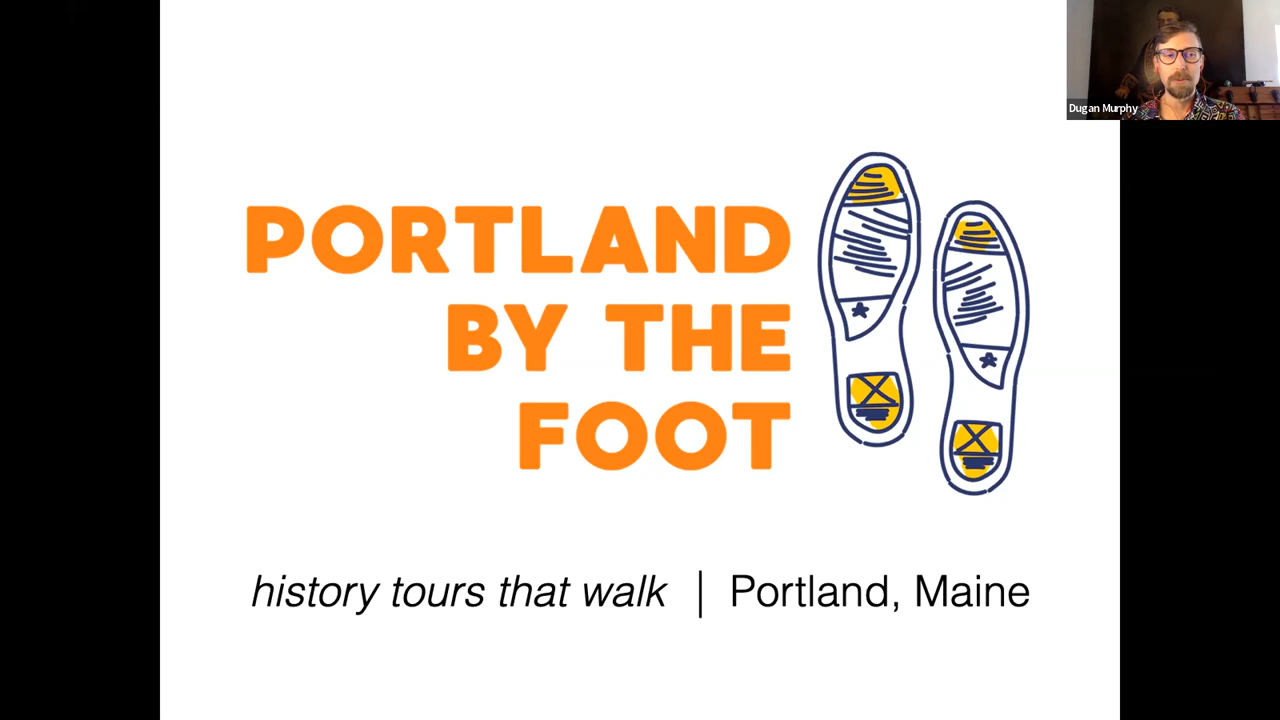 Dugan Murphy
PORTLAND
BY THE
FOOT
history tours that walk | Portland, Maine